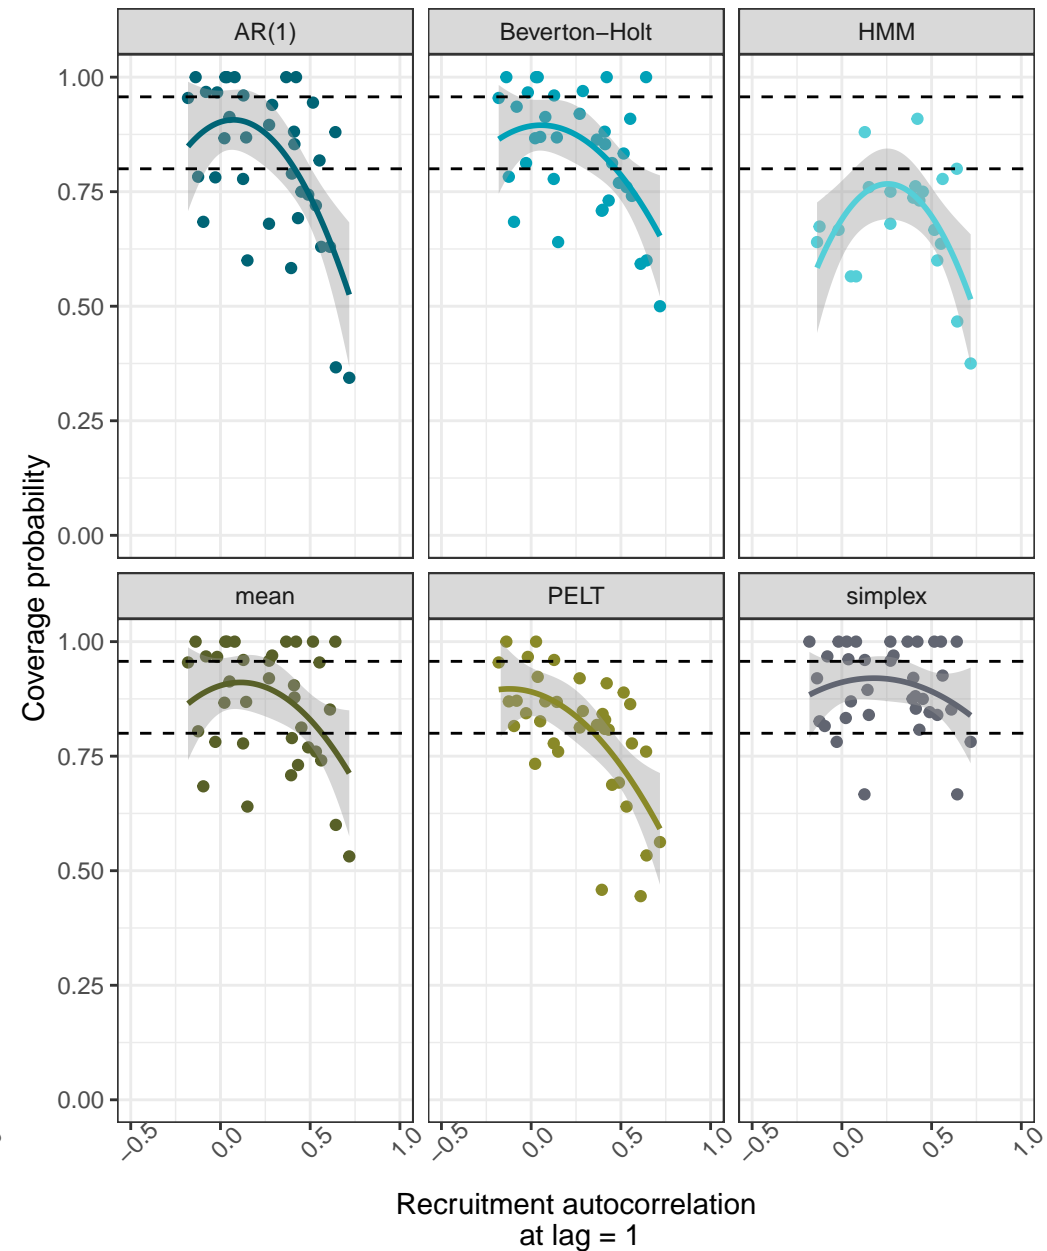 AR(1) Beverton−Holt HMM
1.00
0.75
0.50
0.25
0.00
Coverage probability
mean PELT simplex
1.00
0.75
0.50
0.25
0.00
−0.5 0.0 0.5 1.0 −0.5 0.0 0.5 1.0 −0.5 0.0 0.5 1.0
Recruitment autocorrelation
at lag = 1